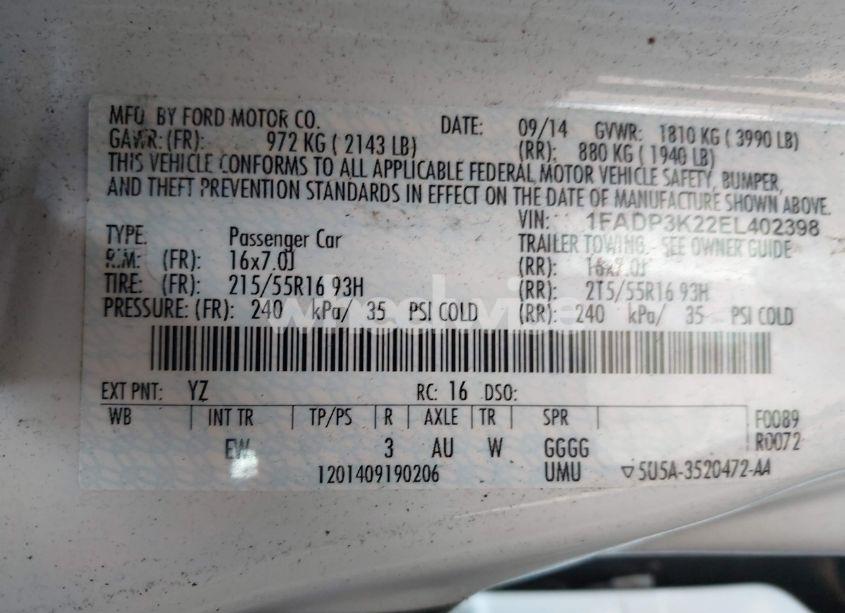 MFD. BY FORD MOTOR CO. DATE: 09/14 GVWR: 1810 KG ( 3990 LB)
GAWR: (FR): 972 KG ( 2143 LB) (RR): 880 KG ( 1940 LB)
THIS VEHICLE CONFORMS TO ALL APPLICABLE FEDERAL MOTOR VEHICLE SAFETY, BUMPER,
AND THEFT PREVENTION STANDARDS IN EFFECT ON THE DATE OF MANUFACTURE SHOWN ABOVE.
VIN: 1FADP3K22EL402398
TYPE: Passenger Car TRAILER TOWING - SEE OWNER GUIDE
RIM: (FR): 16x7.0J (RR): 16x7.0J
TIRE: (FR): 215/55R16 93H (RR): 215/55R16 93H
PRESSURE: (FR): 240 kPa/ 35 PSI COLD (RR): 240 kPa/ 35 PSI COLD
EXT PNT: YZ RC: 16 DSO:
WB INT TR TP/PS R AXLE TR SPR F0089
EW 3 AU W GGGG R0072
1201409190206 UMU ▽5U5A-3520472-AA